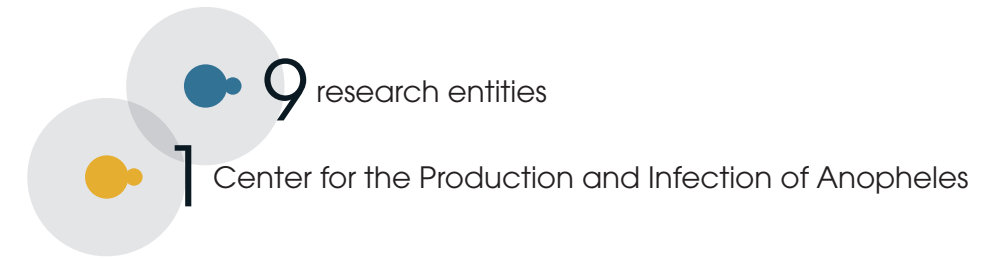 9 research entities
1 Center for the Production and Infection of Anopheles